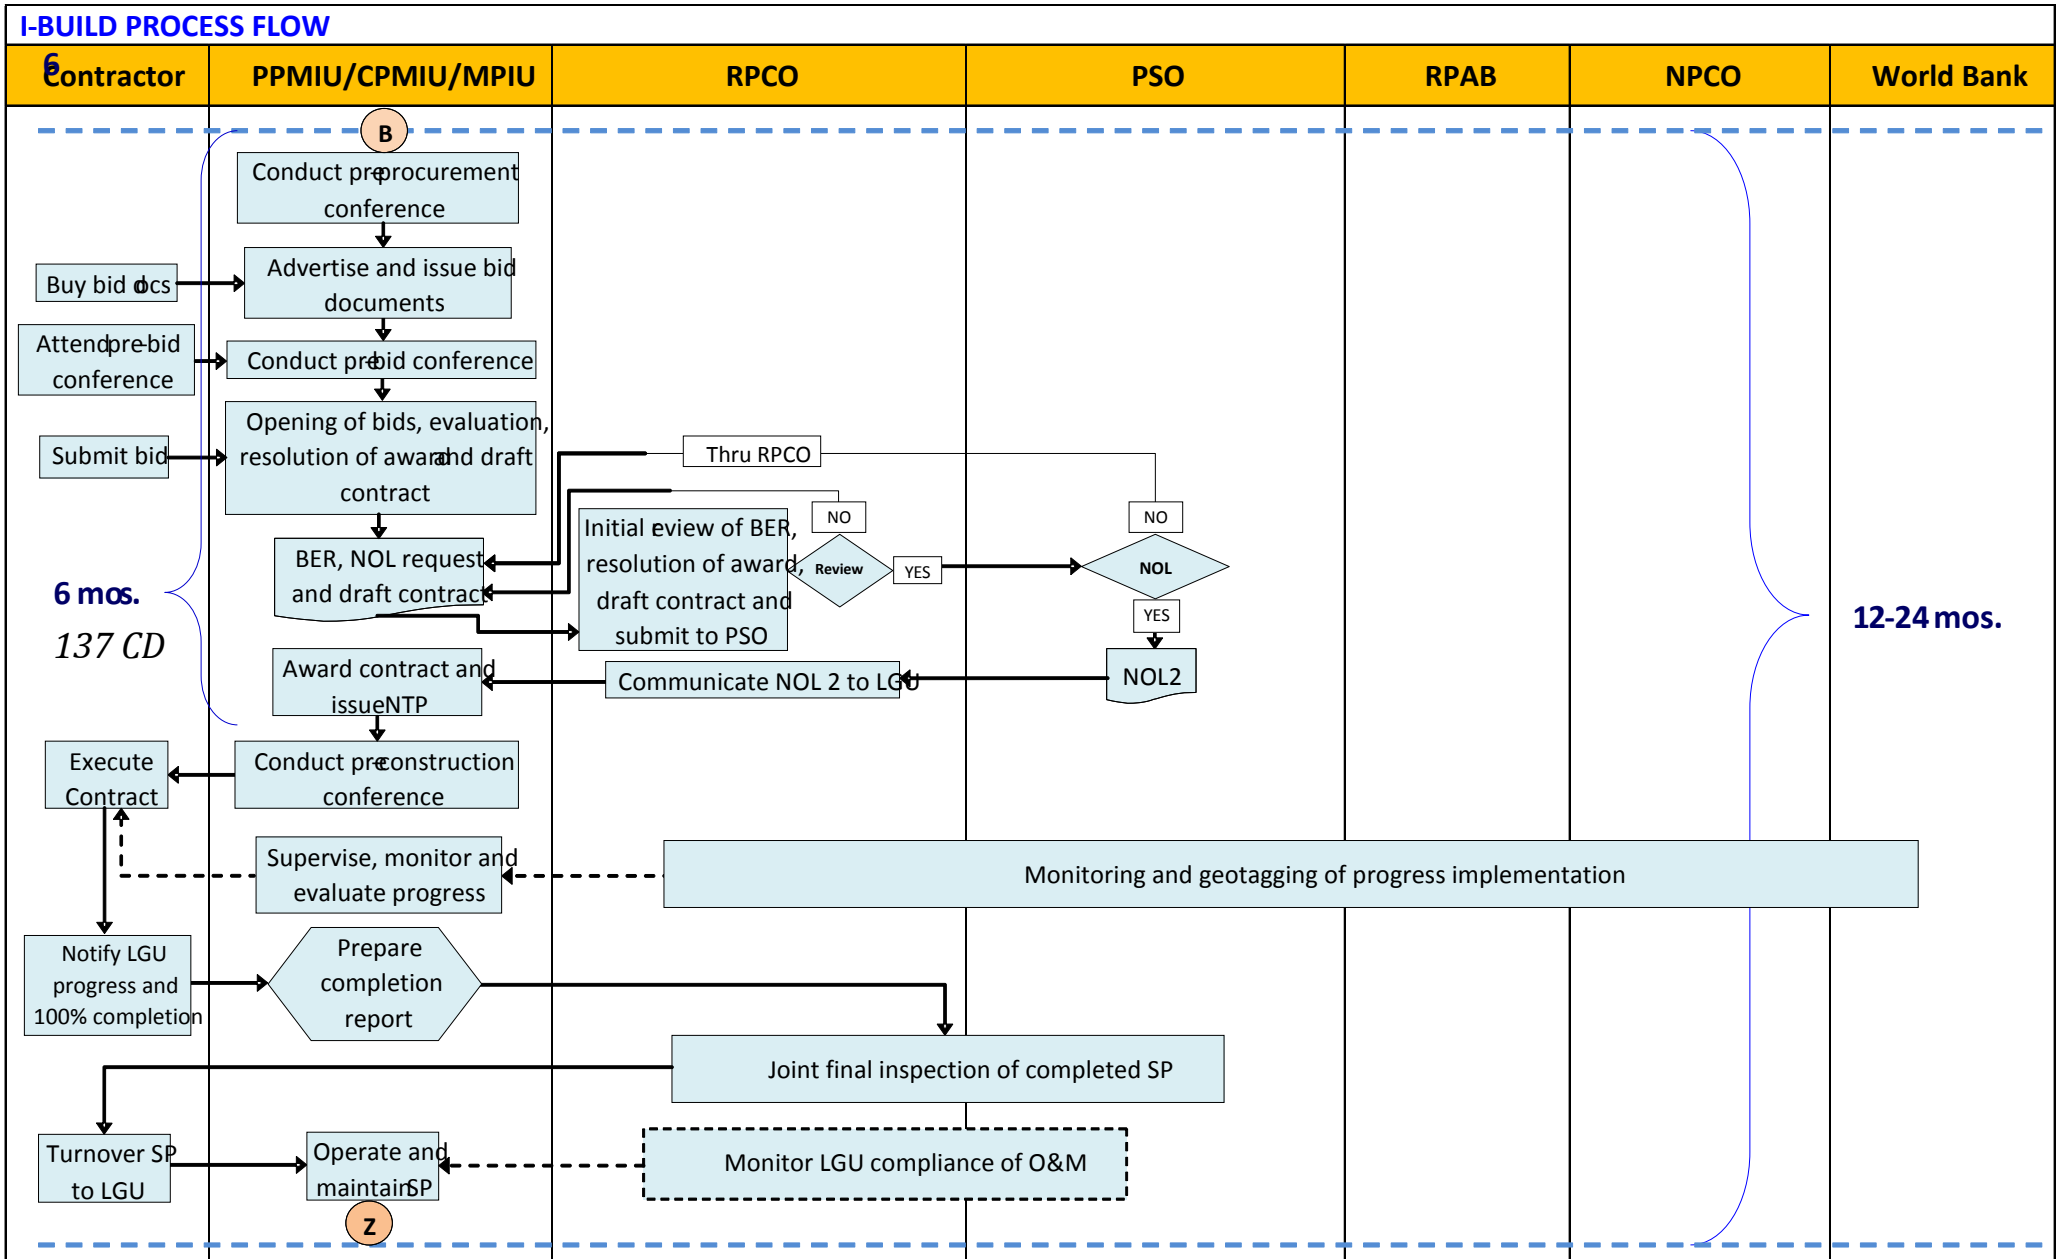 I-BUILD PROCESS FLOW
6
Contractor
PPMIU/CPMIU/MPIU
RPCO
PSO
RPAB
NPCO
World Bank
B
Conduct pre-procurement
conference
Buy bid docs
Advertise and issue bid
documents
Attend pre-bid
conference
Conduct pre-bid conference
Submit bid
Opening of bids, evaluation,
resolution of award and draft
contract
Thru RPCO
NO
NO
Initial review of BER,
resolution of award,
draft contract and
submit to PSO
Review
YES
NOL
YES
BER, NOL request
and draft contract
6 mos.
137 CD
12-24 mos.
Award contract and
issue NTP
Communicate NOL 2 to LGU
NOL2
Execute
Contract
Conduct pre-construction
conference
Supervise, monitor and
evaluate progress
Monitoring and geotagging of progress implementation
Notify LGU
progress and
100% completion
Prepare
completion
report
Joint final inspection of completed SP
Turnover SP
to LGU
Operate and
maintain SP
Monitor LGU compliance of O&M
Z